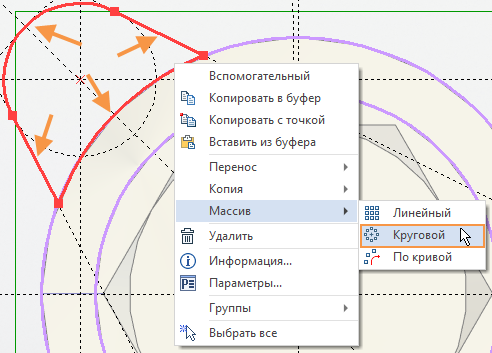 Вспомогательный
Копировать в буфер
Копировать с точкой
Вставить из буфера
Перенос
Копия
Массив
Линейный
Удалить
Круговой
Информация...
По кривой
Параметры...
Группы
Выбрать все